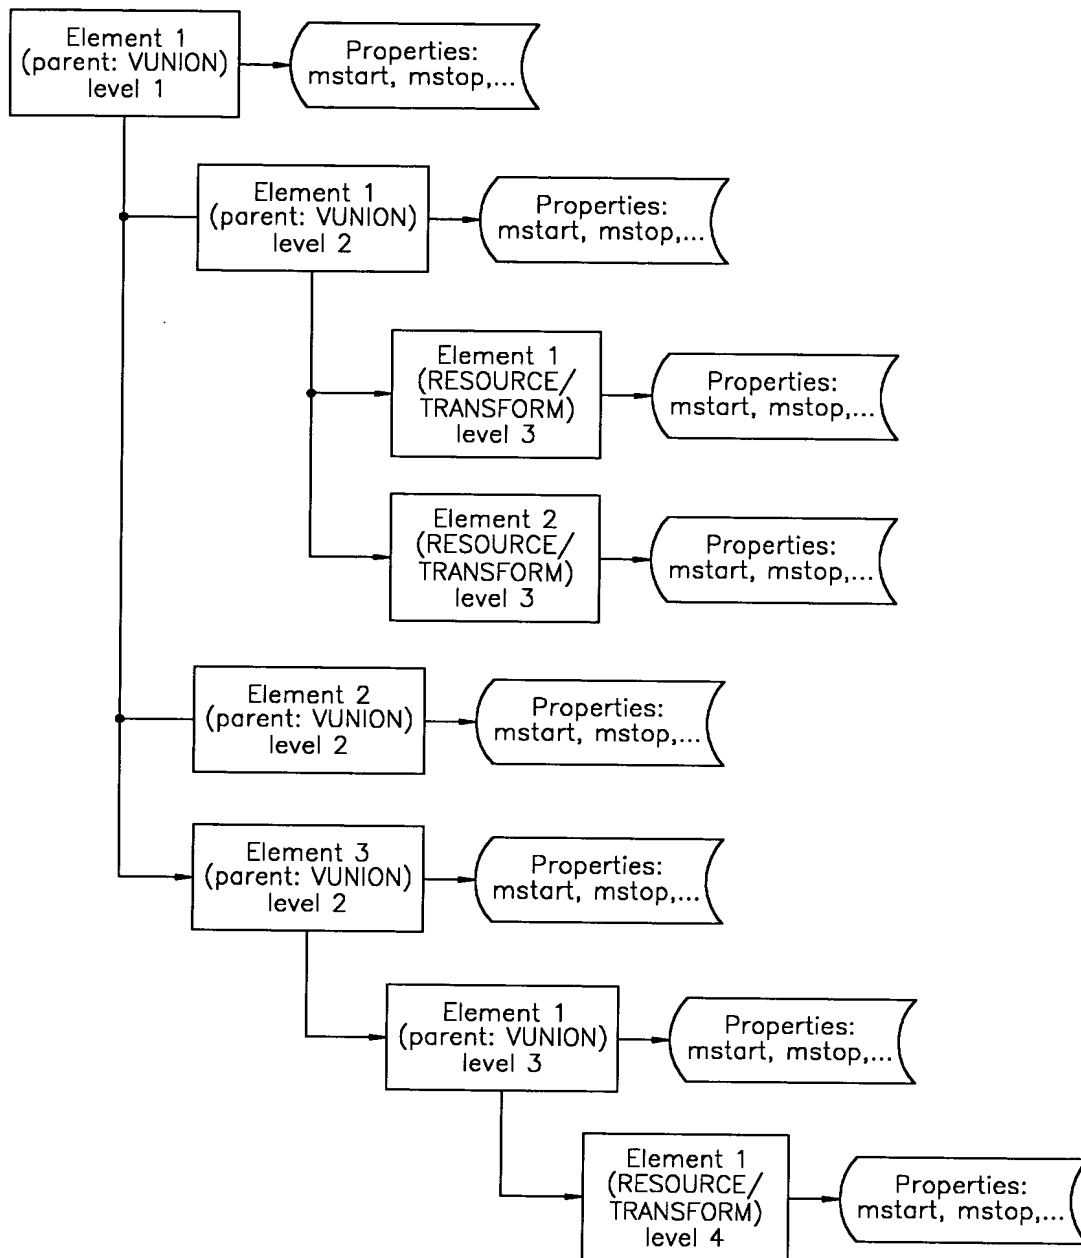 Element 1
(parent: VUNION)
level 1
Properties:
mstart, mstop,...
Element 1
(parent: VUNION)
level 2
Properties:
mstart, mstop,...
Element 1
(RESOURCE/
TRANSFORM)
level 3
Properties:
mstart, mstop,...
Element 2
(RESOURCE/
TRANSFORM)
level 3
Properties:
mstart, mstop,...
Element 2
(parent: VUNION)
level 2
Properties:
mstart, mstop,...
Element 3
(parent: VUNION)
level 2
Properties:
mstart, mstop,...
Element 1
(parent: VUNION)
level 3
Properties:
mstart, mstop,...
Element 1
(RESOURCE/
TRANSFORM)
level 4
Properties:
mstart, mstop,...